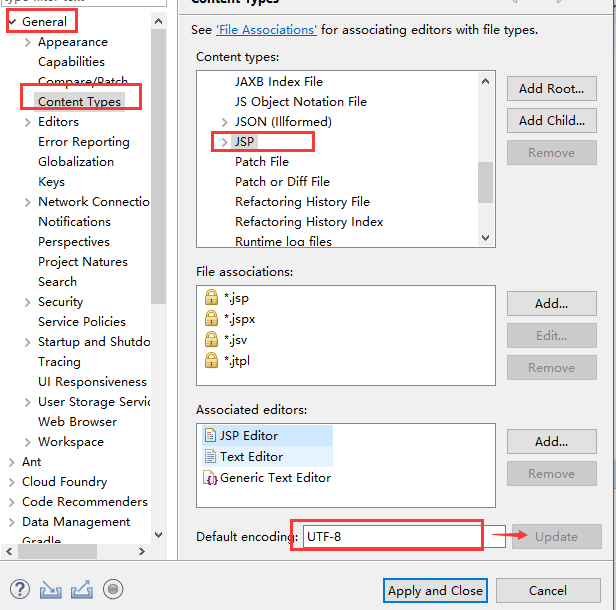 General
Appearance
Capabilities
Compare/Patch
Content Types
Editors
Error Reporting
Globalization
Keys
Network Connectio
Notifications
Perspectives
Project Natures
Search
Security
Service Policies
Startup and Shutdo
Tracing
UI Responsiveness
User Storage Servic
Web Browser
Workspace
Ant
Cloud Foundry
Code Recommenders
Data Management
Gradle
Content Types
See 'File Associations' for associating editors with file types.
Content types:
JAXB Index File
JS Object Notation File
JSON (Illformed)
JSP
Patch File
Patch or Diff File
Refactoring History File
Refactoring History Index
Runtime log files
Add Root...
Add Child...
Remove
File associations:
*.jsp
*.jspx
*.jsv
*.jtpl
Add...
Edit...
Remove
Associated editors:
JSP Editor
Text Editor
Generic Text Editor
Add...
Remove
Default encoding: UTF-8
Update
Apply and Close
Cancel